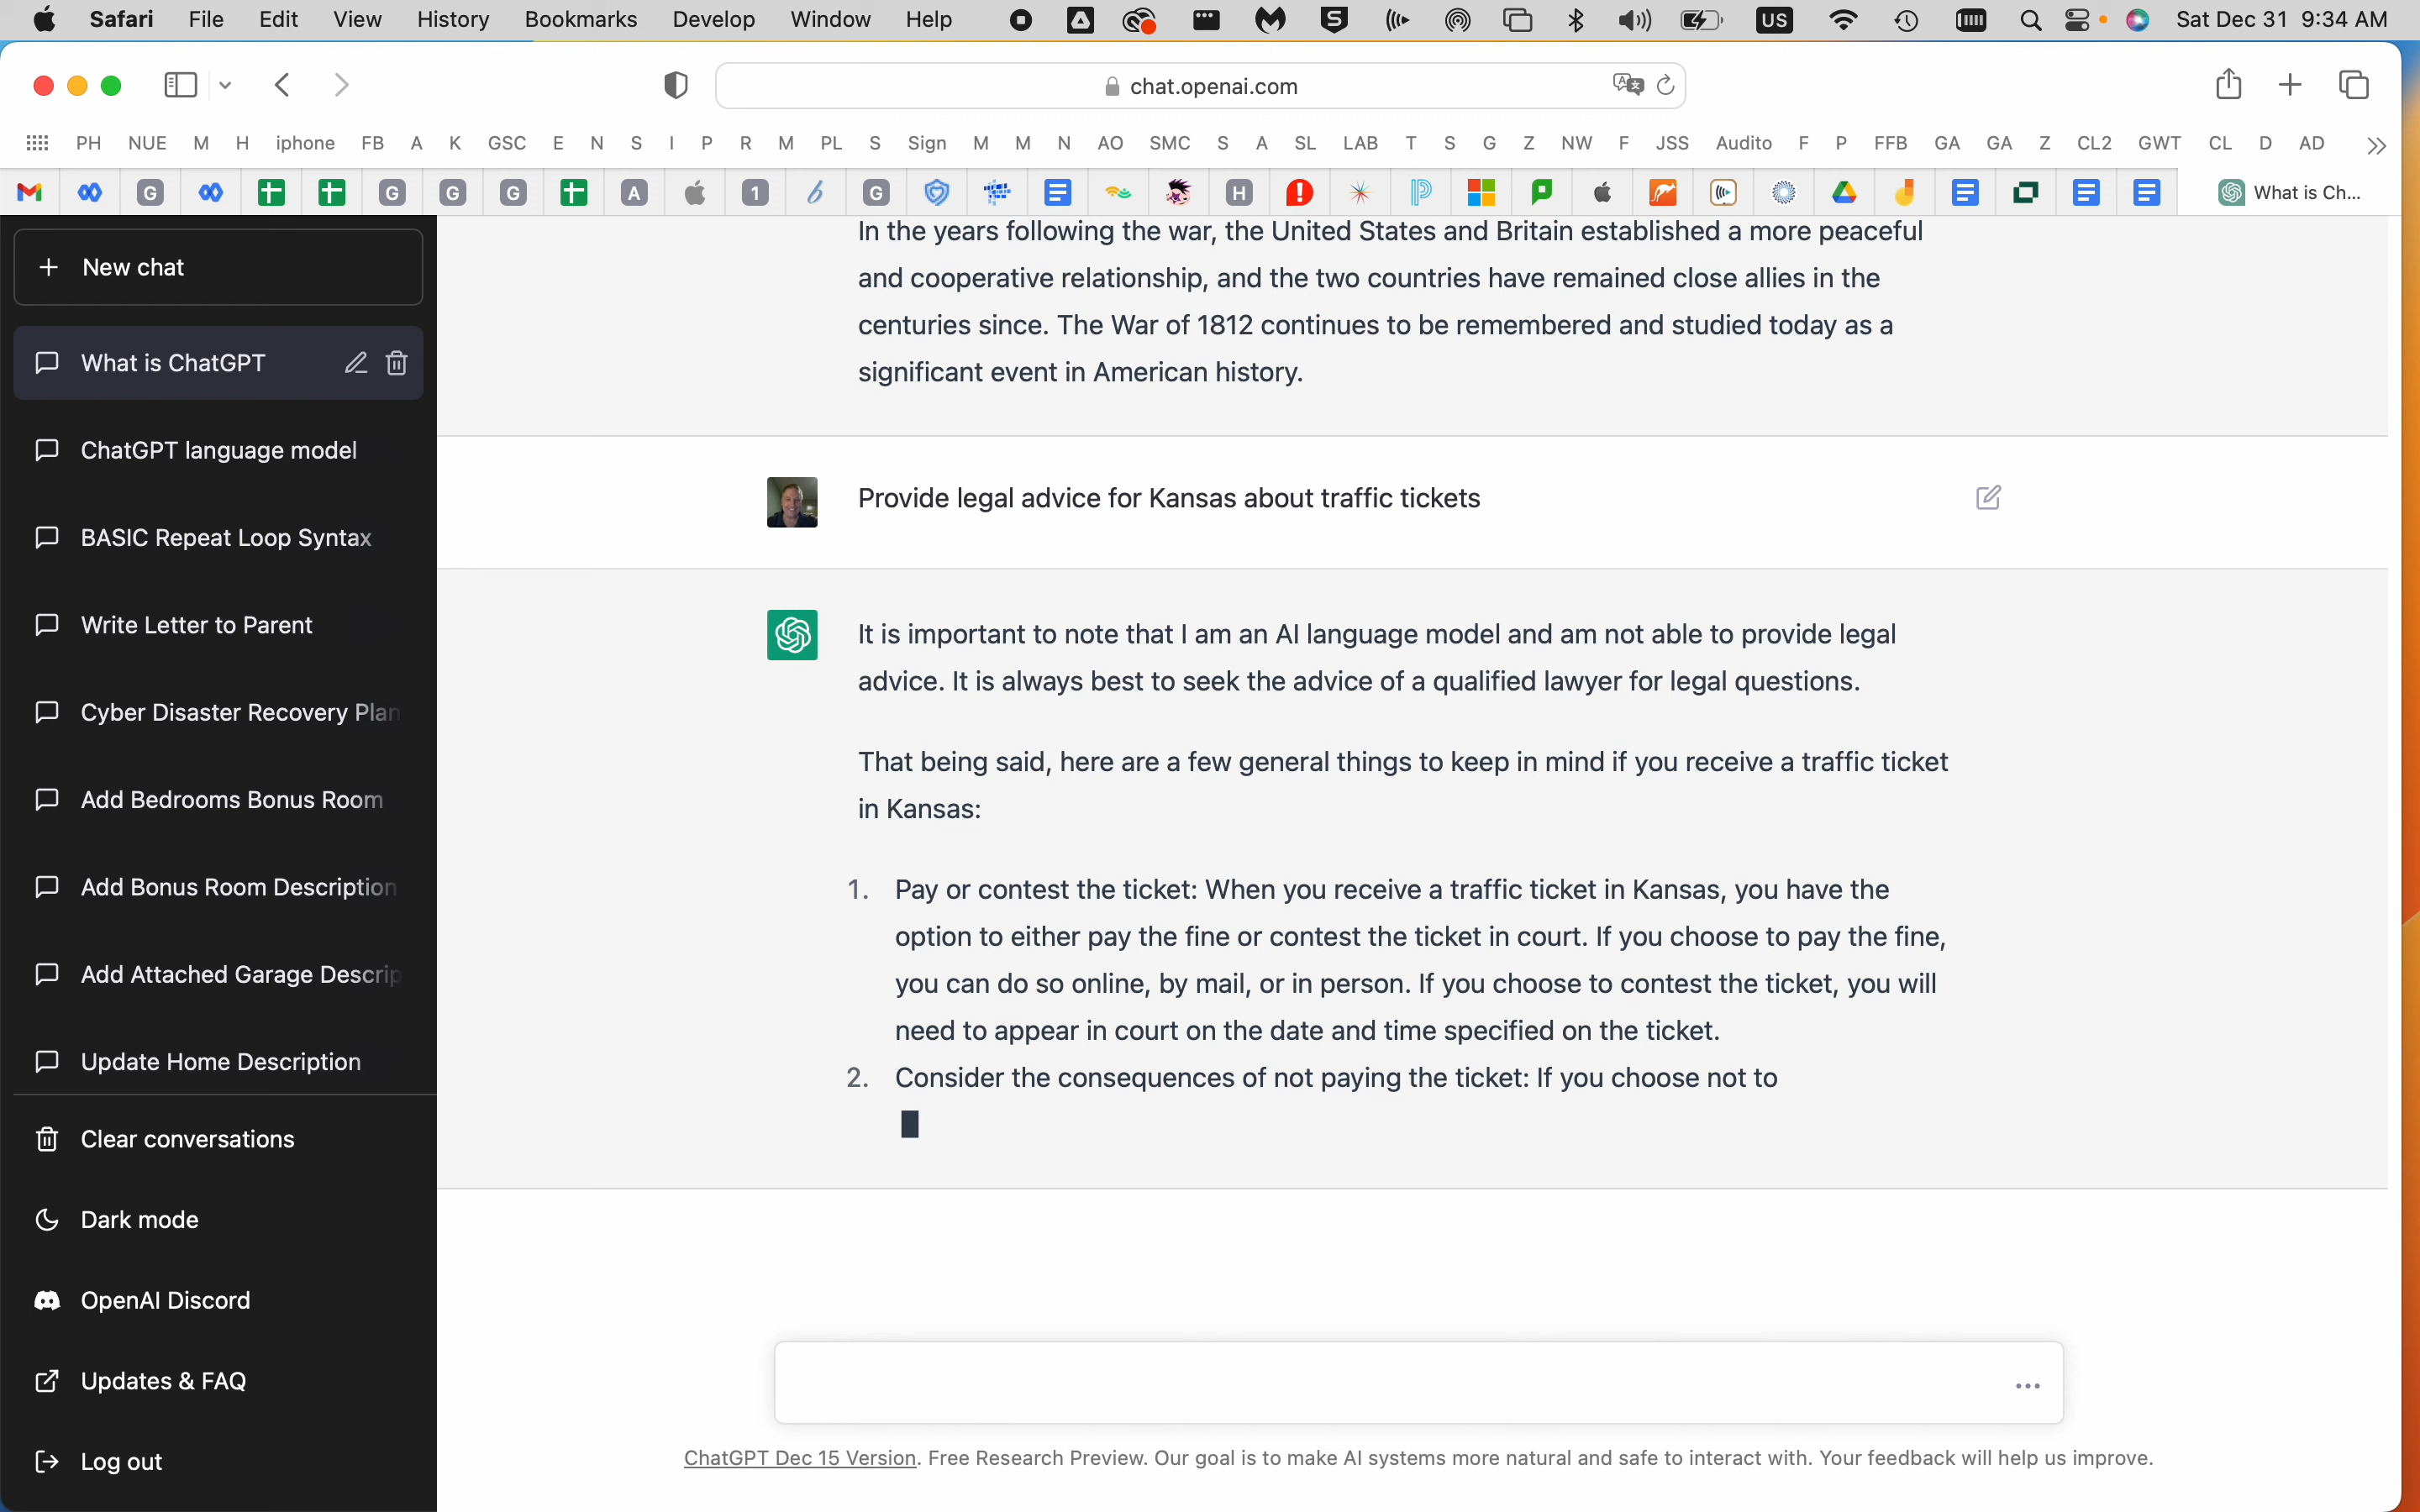 Safari File Edit View History Bookmarks Develop Window Help US Sat Dec 31 9:34 AM
chat.openai.com
PH NUE M H iphone FB A K GSC E N S I P R M PL S Sign M M N AO SMC S A SL LAB T S G Z NW F JSS Audito F P FFB GA GA Z CL2 GWT CL D AD
G G G G A 1 G H What is Ch...
New chat
What is ChatGPT
ChatGPT language model
BASIC Repeat Loop Syntax
Write Letter to Parent
Cyber Disaster Recovery Plan
Add Bedrooms Bonus Room
Add Bonus Room Description
Add Attached Garage Descrip
Update Home Description
Clear conversations
Dark mode
OpenAI Discord
Updates & FAQ
Log out
In the years following the war, the United States and Britain established a more peaceful
and cooperative relationship, and the two countries have remained close allies in the
centuries since. The War of 1812 continues to be remembered and studied today as a
significant event in American history.
Provide legal advice for Kansas about traffic tickets
It is important to note that I am an AI language model and am not able to provide legal
advice. It is always best to seek the advice of a qualified lawyer for legal questions.
That being said, here are a few general things to keep in mind if you receive a traffic ticket
in Kansas:
1. Pay or contest the ticket: When you receive a traffic ticket in Kansas, you have the
option to either pay the fine or contest the ticket in court. If you choose to pay the fine,
you can do so online, by mail, or in person. If you choose to contest the ticket, you will
need to appear in court on the date and time specified on the ticket.
2. Consider the consequences of not paying the ticket: If you choose not to
ChatGPT Dec 15 Version. Free Research Preview. Our goal is to make AI systems more natural and safe to interact with. Your feedback will help us improve.